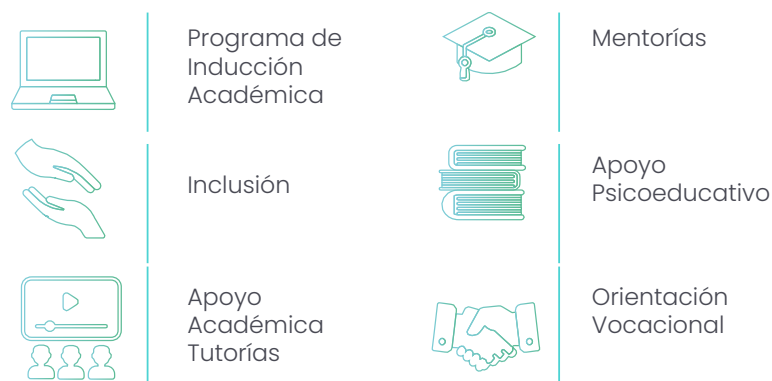 Programa de
Inducción
Académica
Mentorías
Inclusión
Apoyo
Psicoeducativo
Apoyo
Académica
Tutorías
Orientación
Vocacional